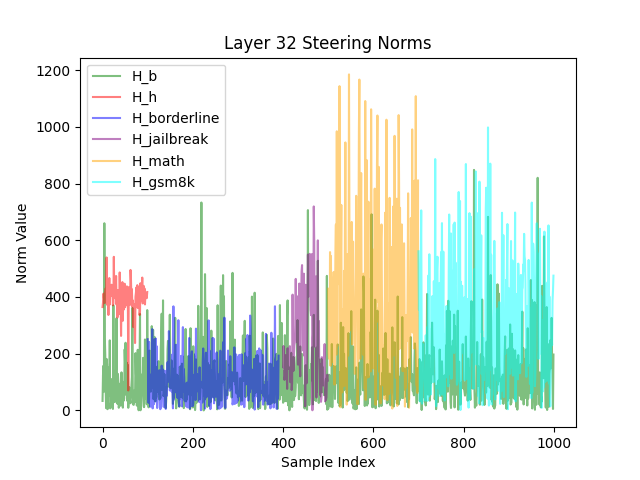 Layer 32 Steering Norms
Norm Value
1200
1000
800
600
400
200
0
H_b
H_h
H_borderline
H_jailbreak
H_math
H_gsm8k
0 200 400 600 800 1000
Sample Index